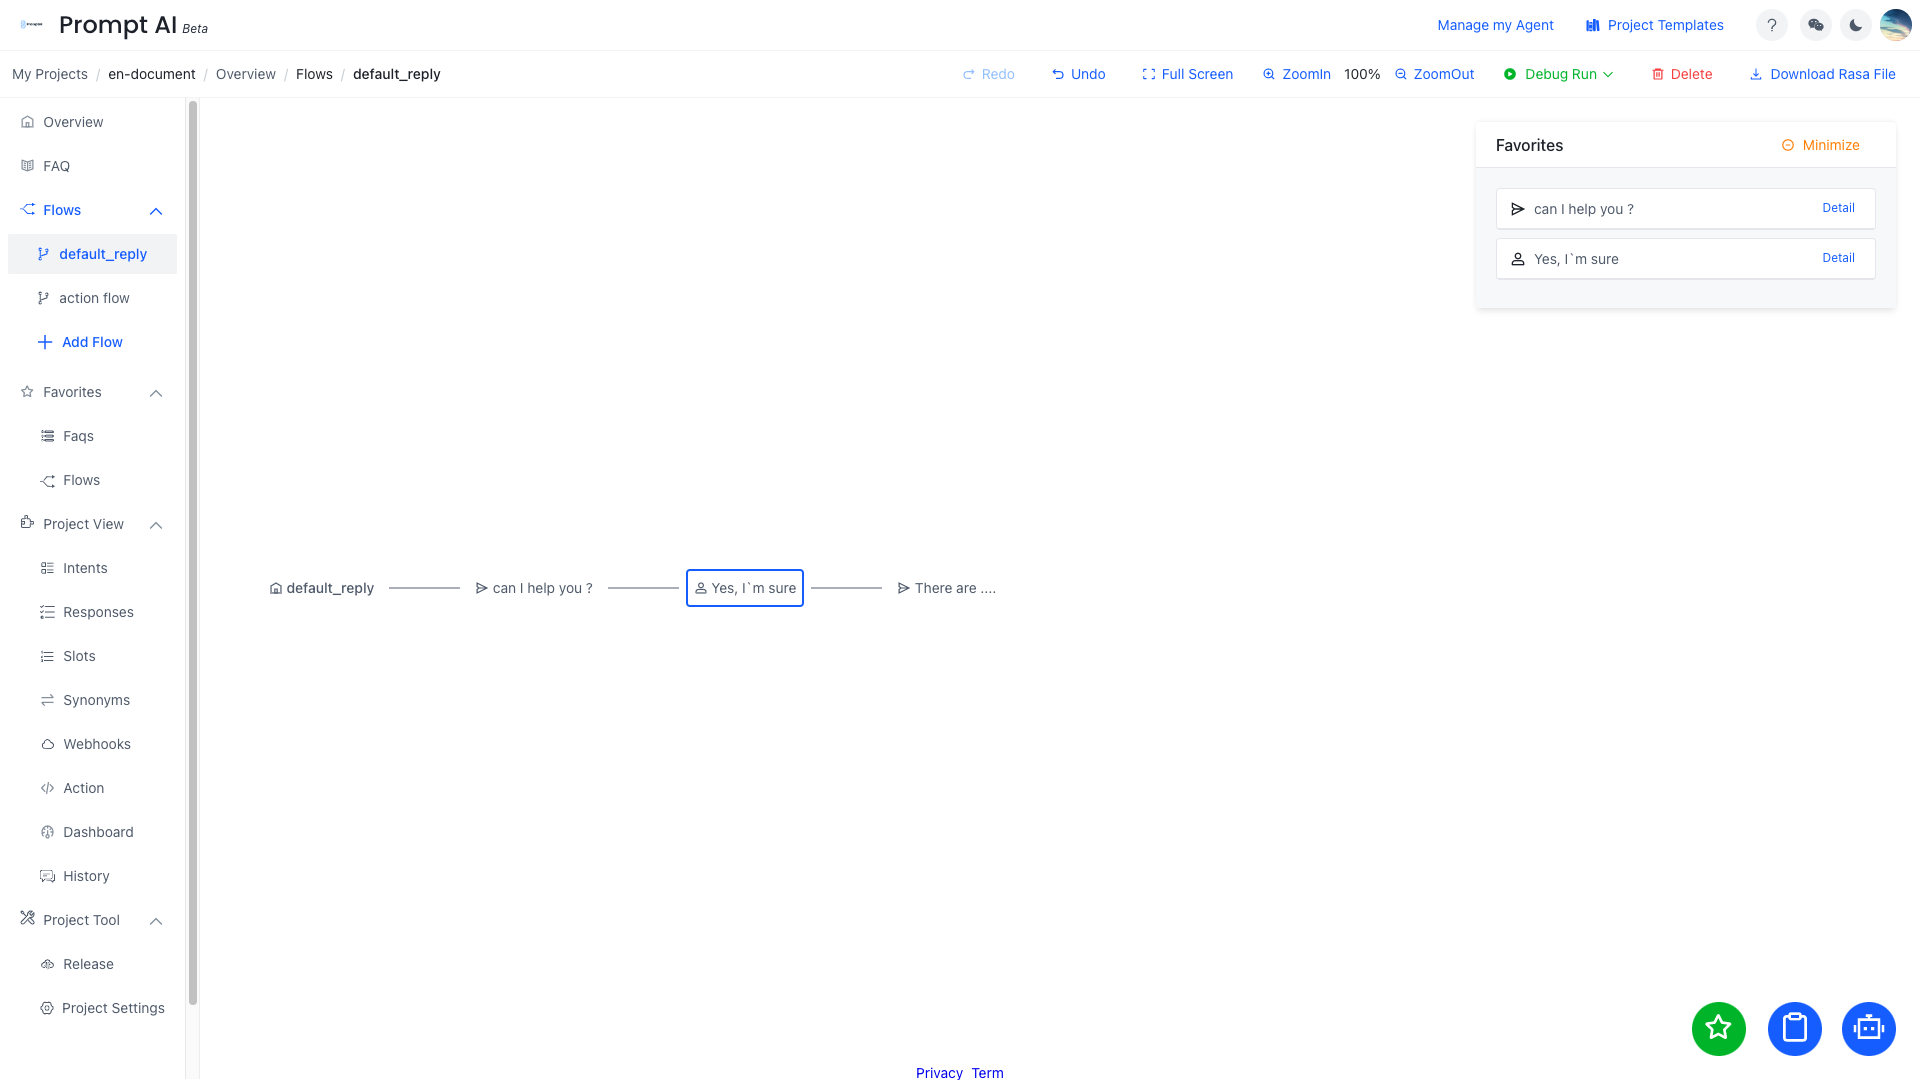 Prompt AI Beta
Manage my Agent
Project Templates
My Projects / en-document / Overview / Flows / default_reply
Redo
Undo
Full Screen
ZoomIn
100%
ZoomOut
Debug Run
Delete
Download Rasa File
Overview
FAQ
Flows
default_reply
action flow
Add Flow
Favorites
Faqs
Flows
Project View
Intents
Responses
Slots
Synonyms
Webhooks
Action
Dashboard
History
Project Tool
Release
Project Settings
Favorites
Minimize
can I help you ?
Detail
Yes, I`m sure
Detail
default_reply
can I help you ?
Yes, I`m sure
There are ....
Privacy Term